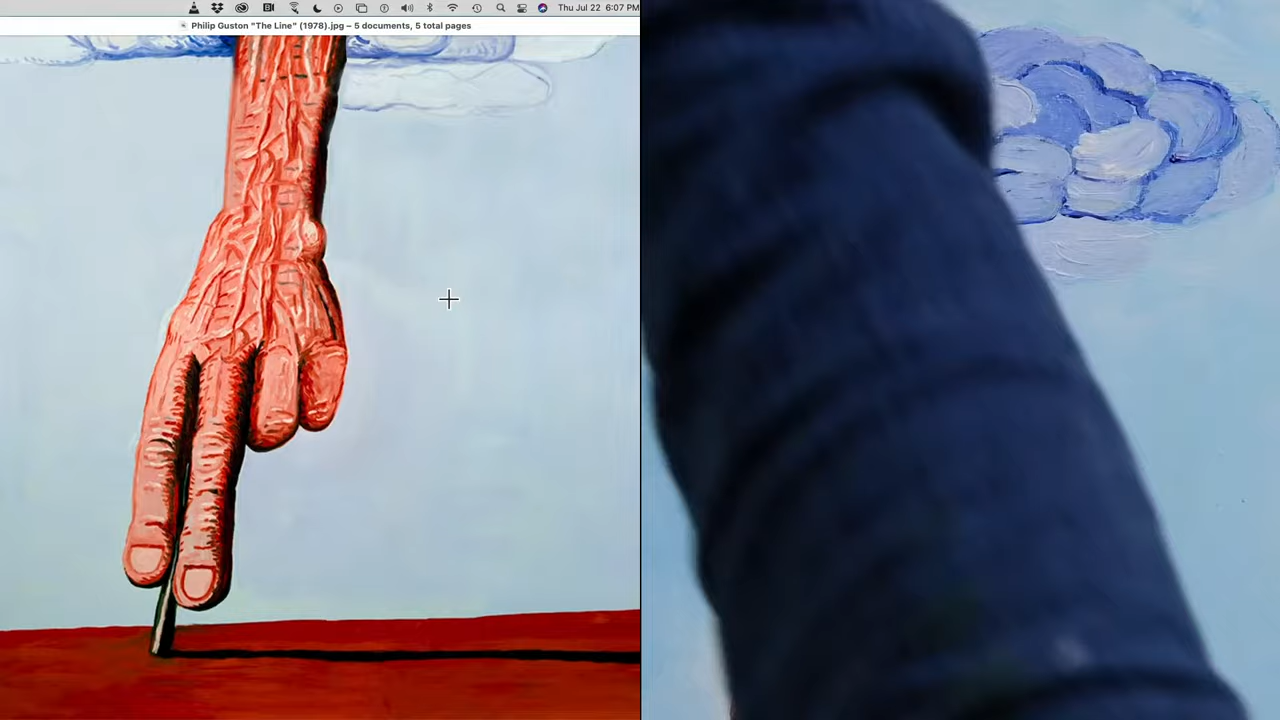 Thu Jul 22 6:07 PM
Philip Guston "The Line" (1978).jpg – 5 documents, 5 total pages